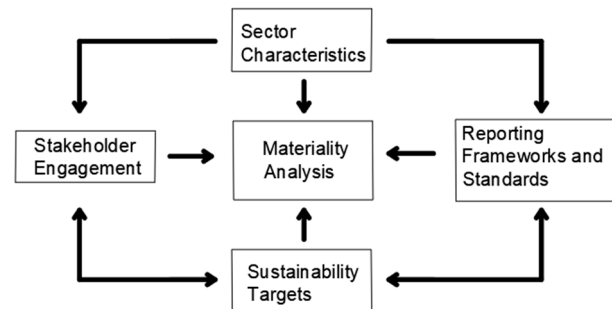 Sector
Characteristics
Stakeholder
Engagement
Materiality
Analysis
Reporting
Frameworks and
Standards
Sustainability
Targets